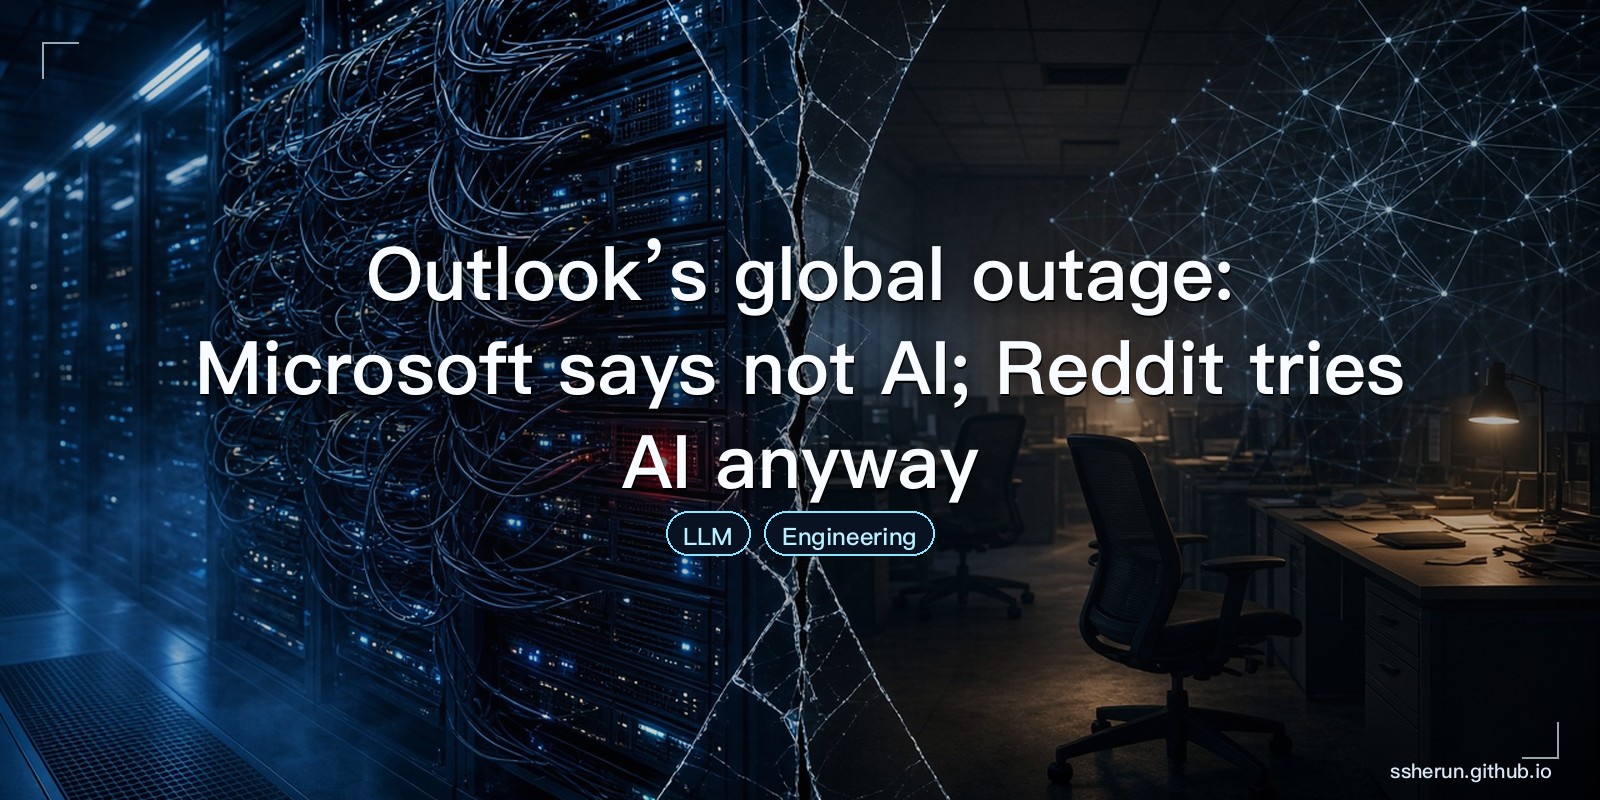 Outlook’s global outage:
Microsoft says not AI; Reddit tries
AI anyway
LLM
Engineering
ssherun.github.io